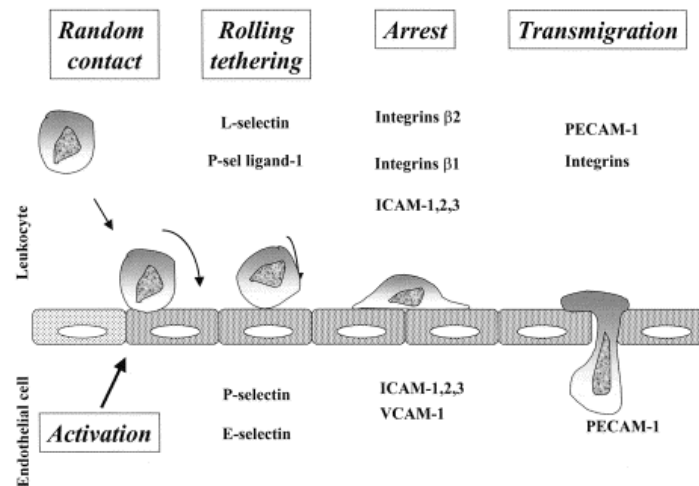 Random
contact
Rolling
tethering
Arrest
Transmigration
L-selectin
P-sel ligand-1
Integrins β2
Integrins β1
ICAM-1,2,3
PECAM-1
Integrins
Leukocyte
Endothelial cell
Activation
P-selectin
E-selectin
ICAM-1,2,3
VCAM-1
PECAM-1